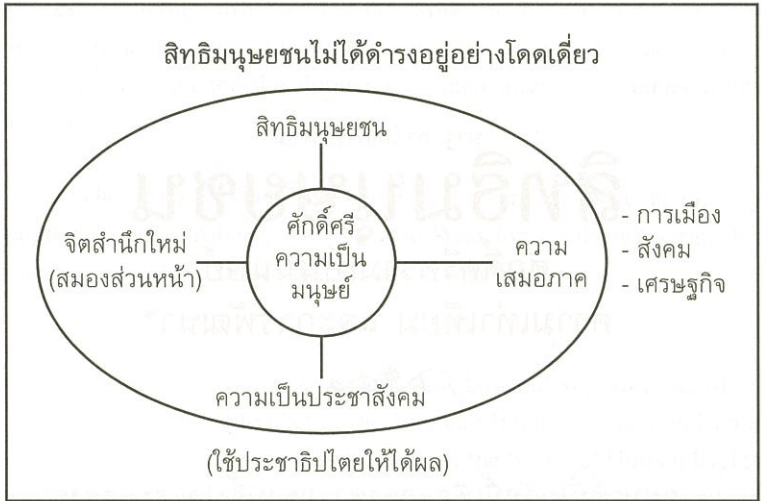 สิทธิมนุษยชนไม่ได้ดำรงอยู่อย่างโดดเดี่ยว
สิทธิมนุษยชน
จิตสำนึกใหม่
(สมองส่วนหน้า)
ศักดิ์ศรี
ความเป็น
มนุษย์
ความ
เสมอภาค
- การเมือง
- สังคม
- เศรษฐกิจ
ความเป็นประชาสังคม
(ใช้ประชาธิปไตยให้ได้ผล)